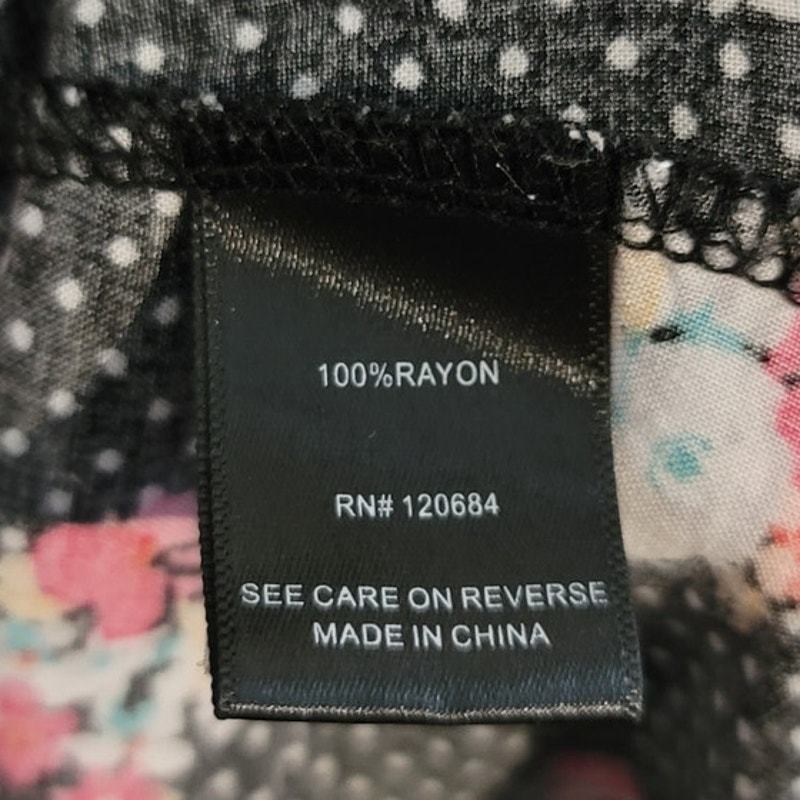 100%RAYON
RN# 120684
SEE CARE ON REVERSE
MADE IN CHINA